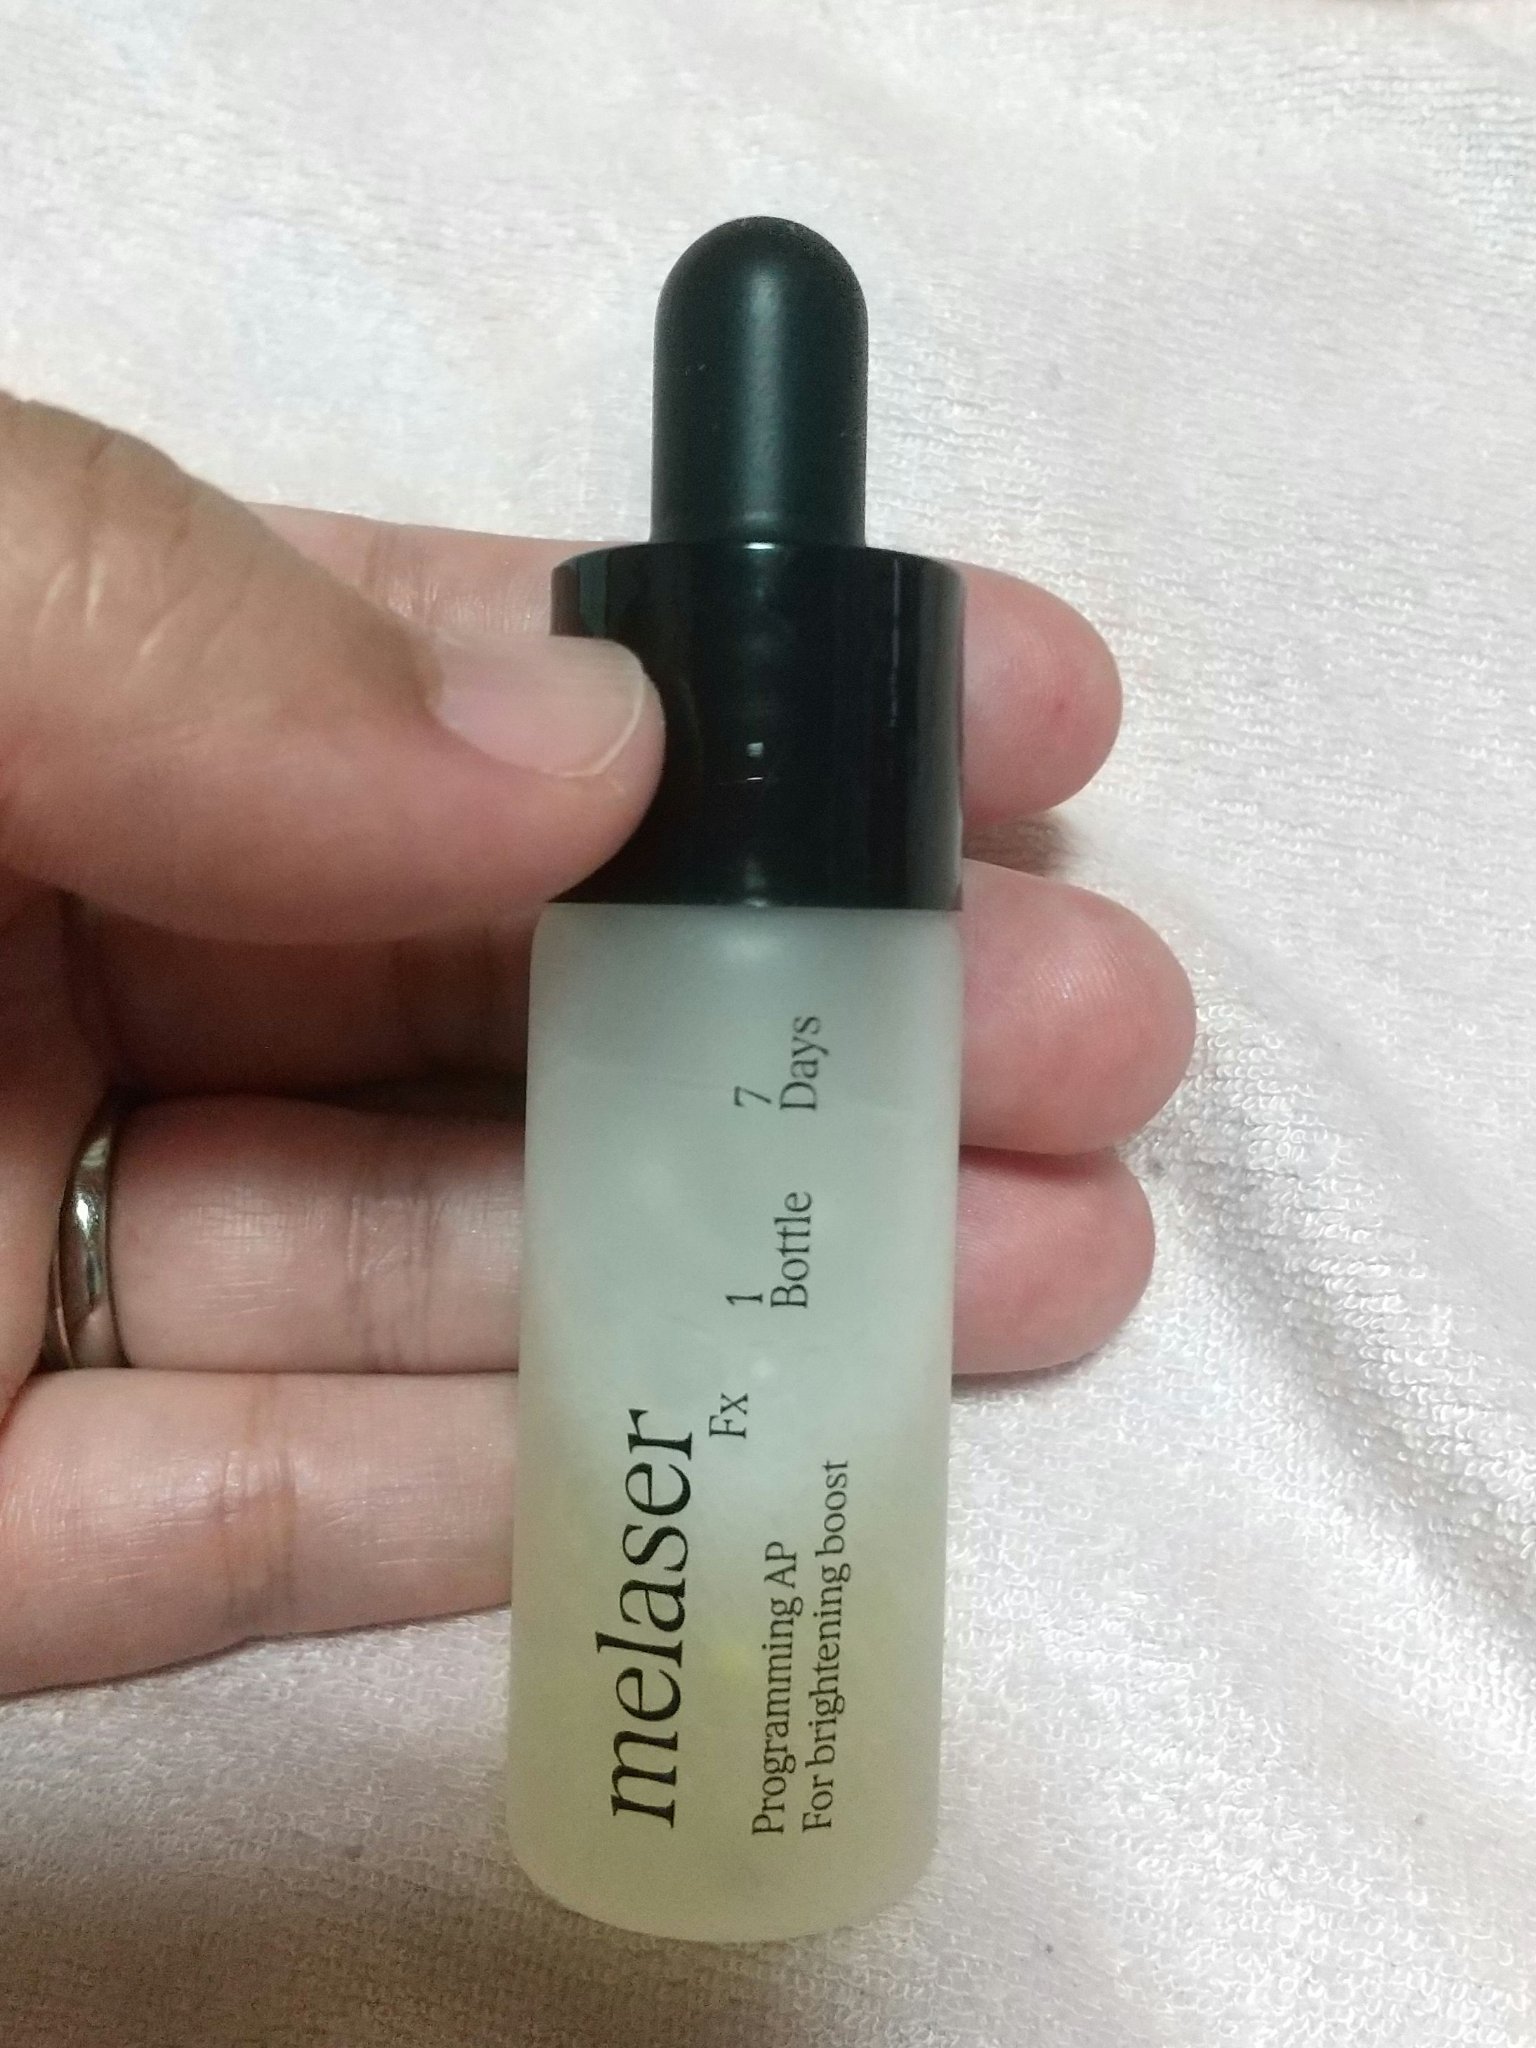 melaser
Fx
1
Bottle
7
Days
Programming AP
For brightening boost